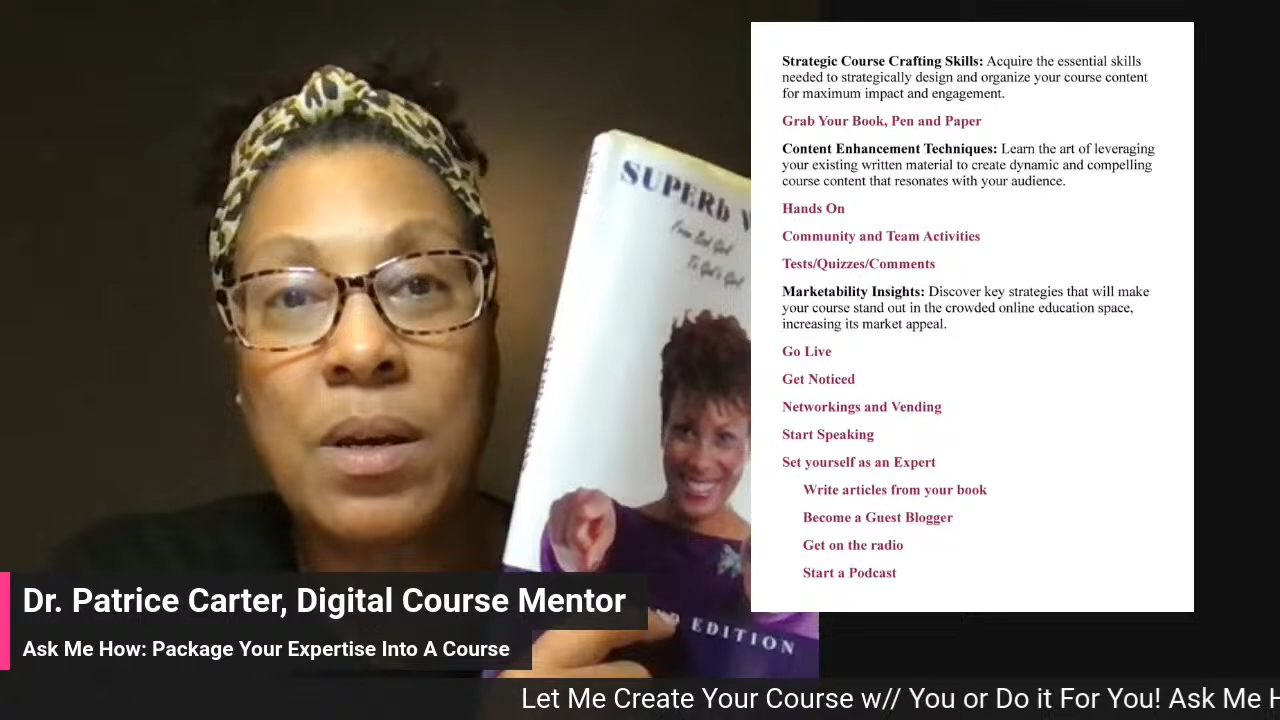 SUPERb
From Bad Girl
To God's Girl
EDITION
Strategic Course Crafting Skills: Acquire the essential skills
needed to strategically design and organize your course content
for maximum impact and engagement.
Grab Your Book, Pen and Paper
Content Enhancement Techniques: Learn the art of leveraging
your existing written material to create dynamic and compelling
course content that resonates with your audience.
Hands On
Community and Team Activities
Tests/Quizzes/Comments
Marketability Insights: Discover key strategies that will make
your course stand out in the crowded online education space,
increasing its market appeal.
Go Live
Get Noticed
Networkings and Vending
Start Speaking
Set yourself as an Expert
Write articles from your book
Become a Guest Blogger
Get on the radio
Start a Podcast
Dr. Patrice Carter, Digital Course Mentor
Ask Me How: Package Your Expertise Into A Course
Let Me Create Your Course w// You or Do it For You! Ask Me H